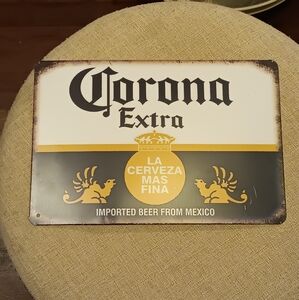 Corona
Extra
LA
CERVEZA
MAS
FINA
IMPORTED BEER FROM MEXICO